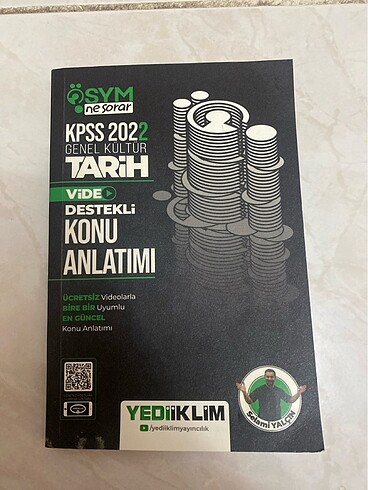 ÖSYM
ne sorar
KPSS 2022
GENEL KÜLTÜR
TARİH
VİDEO
DESTEKLİ
KONU
ANLATIMI
ÜCRETSİZ Videolarla
BİRE BİR Uyumlu
EN GÜNCEL
Konu Anlatımı
YEDİİKLİM
/yediiklimyayıncılık
Selami YALÇIN